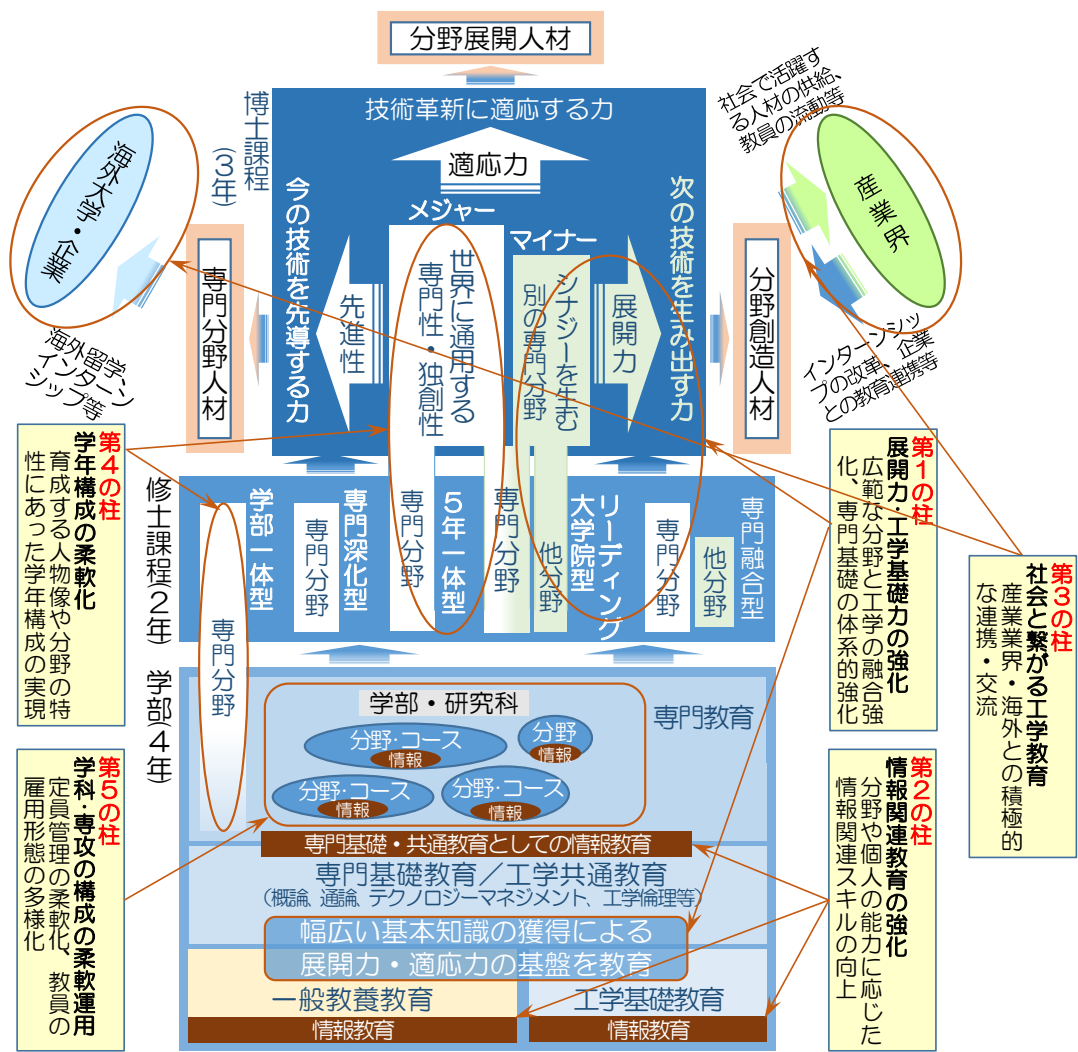 分野展開人材
技術革新に適応する力
適応力
博士課程
(３年)
今の技術を先導する力
先進性
メジャー
世界に通用する
専門性・独創性
マイナー
シナジーを生む
別の専門分野
展開力
次の技術を生み出す力
専門分野人材
分野創造人材
海外大学・企業
海外留学、
インターン
シップ等
社会で活躍す
る人材の供給、
教員の流動等
産業界
インターンシッ
プの改革、企業
との教育連携等
第４の柱
学年構成の柔軟化
育成する人物像や分野の特
性にあった学年構成の実現
第１の柱
展開力・工学基礎力の強化
広範な分野と工学の融合強
化、専門基礎の体系的強化
第３の柱
社会と繋がる工学教育
産業業界・海外との積極的
な連携・交流
修士課程(２年)
学部一体型
専門分野
専門深化型
専門分野
５年一体型
専門分野
リーディング
大学院型
専門分野
他分野
専門融合型
専門分野
他分野
学部(４年)
専門分野
学部・研究科
分野・コース
情報
分野
情報
分野・コース
情報
分野・コース
情報
専門教育
専門基礎・共通教育としての情報教育
専門基礎教育／工学共通教育
(概論、通論、テクノロジーマネジメント、工学倫理等)
幅広い基本知識の獲得による
展開力・適応力の基盤を教育
一般教養教育
工学基礎教育
情報教育
情報教育
第５の柱
学科・専攻の構成の柔軟運用
定員管理の柔軟化、教員の
雇用形態の多様化
第２の柱
情報関連教育の強化
分野や個人の能力に応じた
情報関連スキルの向上